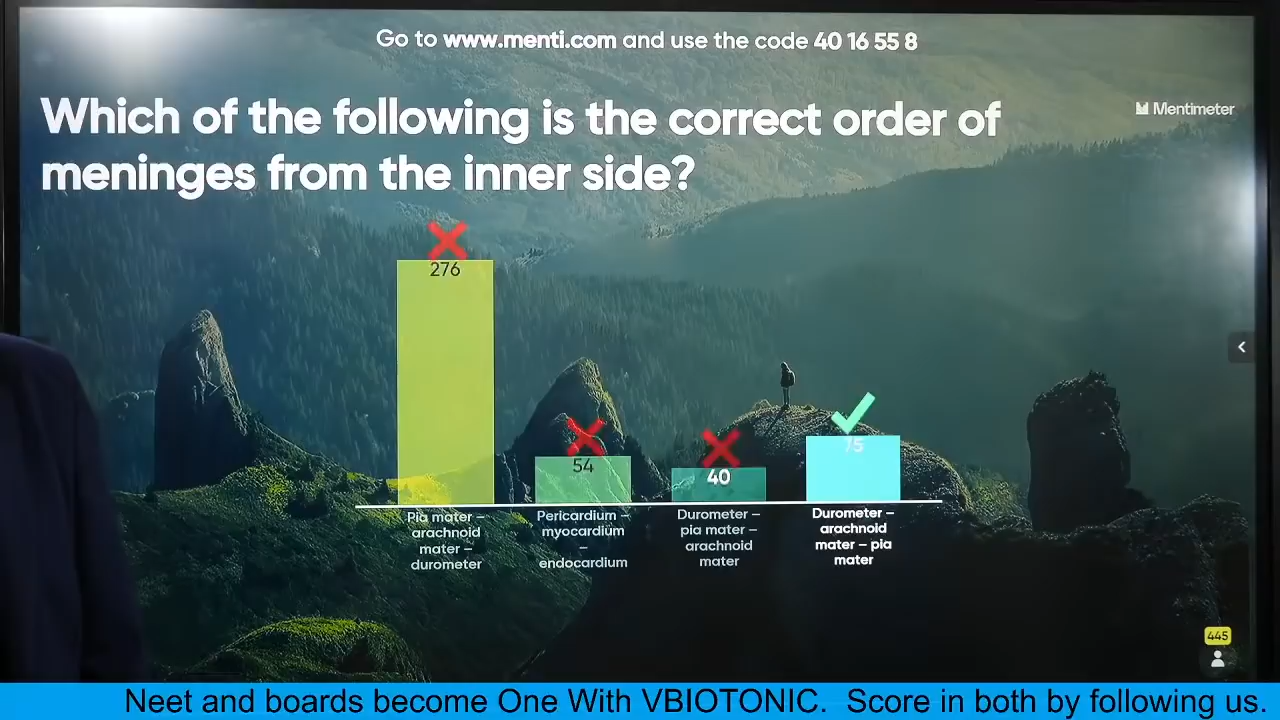 Go to www.menti.com and use the code 40 16 55 8
Which of the following is the correct order of
meninges from the inner side?
Mentimeter
276
54
40
75
Pia mater –
arachnoid
mater –
durometer
Pericardium –
myocardium
–
endocardium
Durometer –
pia mater –
arachnoid
mater
Durometer –
arachnoid
mater – pia
mater
445
Neet and boards become One With VBIOTONIC. Score in both by following us.